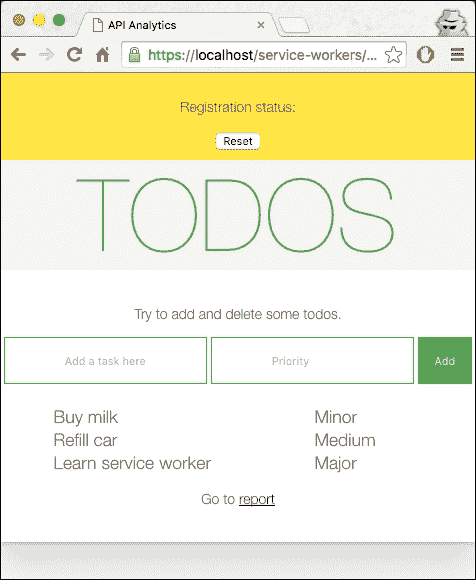 API Analytics
https://localhost/service-workers/...
Registration status:
Reset
TODOS
Try to add and delete some todos.
Add a task here Priority Add
Buy milk Minor
Refill car Medium
Learn service worker Major
Go to report